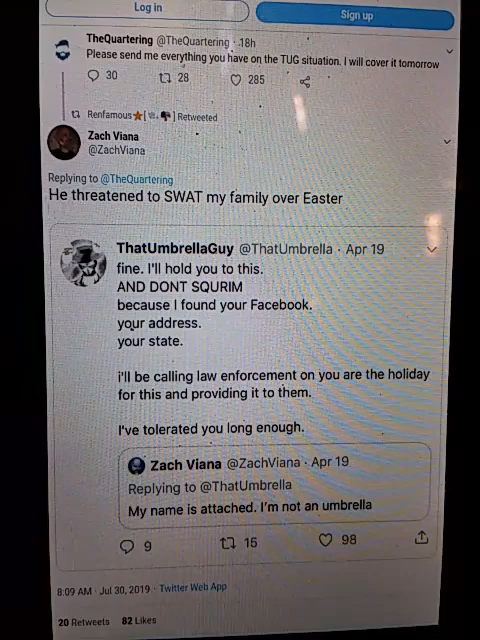 Log in
Sign up
TheQuartering @TheQuartering · 18h
Please send me everything you have on the TUG situation. I will cover it tomorrow
30 28 285
Renfamous Retweeted
Zach Viana
@ZachViana
Replying to @TheQuartering
He threatened to SWAT my family over Easter
ThatUmbrellaGuy @ThatUmbrella · Apr 19
fine. I'll hold you to this.
AND DONT SQURIM
because I found your Facebook.
your address.
your state.
i'll be calling law enforcement on you are the holiday
for this and providing it to them.
I've tolerated you long enough.
Zach Viana @ZachViana · Apr 19
Replying to @ThatUmbrella
My name is attached. I'm not an umbrella
9 15 98
8:09 AM · Jul 30, 2019 · Twitter Web App
20 Retweets 82 Likes